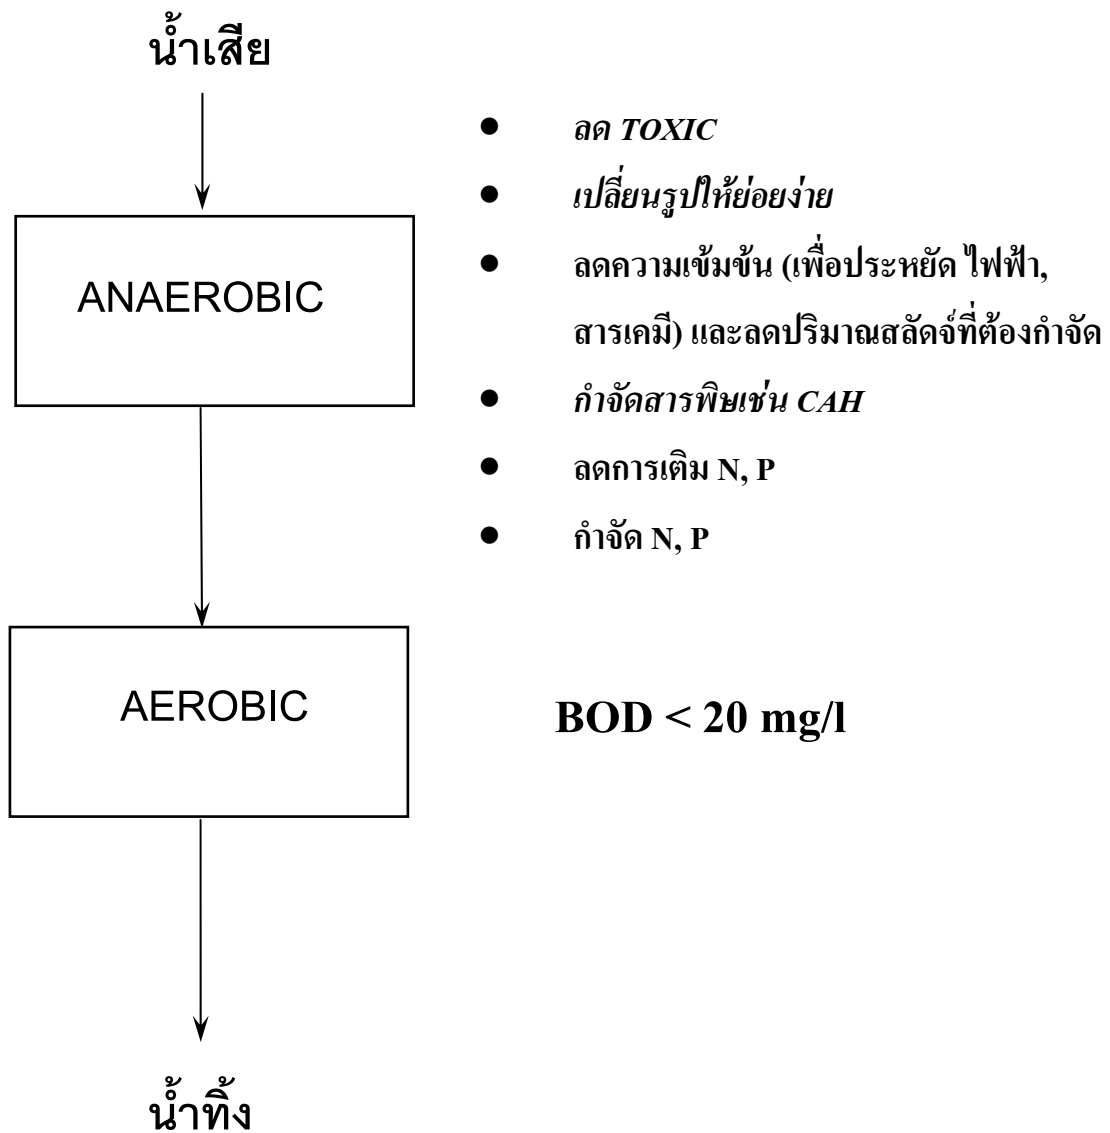 น้ำเสีย
● ลด TOXIC
● เปลี่ยนรูปให้ย่อยง่าย
● ลดความเข้มข้น (เพื่อประหยัด ไฟฟ้า,
สารเคมี) และลดปริมาณสลัดจ์ที่ต้องกำจัด
● กำจัดสารพิษเช่น CAH
● ลดการเติม N, P
● กำจัด N, P
ANAEROBIC
AEROBIC
BOD < 20 mg/l
น้ำทิ้ง